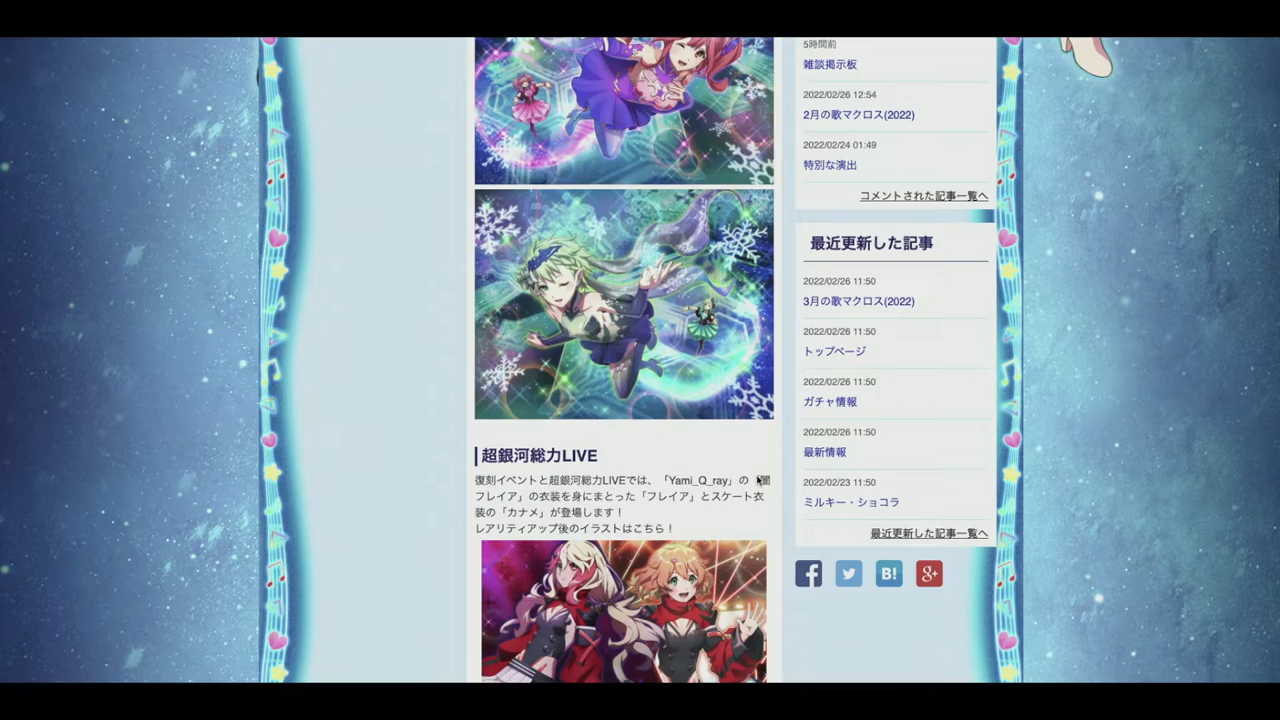 超銀河総力LIVE
復刻イベントと超銀河総力LIVEでは、「Yami_Q_ray」の「闇
フレイア」の衣装を身にまとった「フレイア」とスケート衣
装の「カナメ」が登場します！
レアリティアップ後のイラストはこちら！
5時間前
雑談掲示板
2022/02/26 12:54
2月の歌マクロス(2022)
2022/02/24 01:49
特別な演出
コメントされた記事一覧へ
最近更新した記事
2022/02/26 11:50
3月の歌マクロス(2022)
2022/02/26 11:50
トップページ
2022/02/26 11:50
ガチャ情報
2022/02/26 11:50
最新情報
2022/02/23 11:50
ミルキー・ショコラ
最近更新した記事一覧へ
f
B!
g+